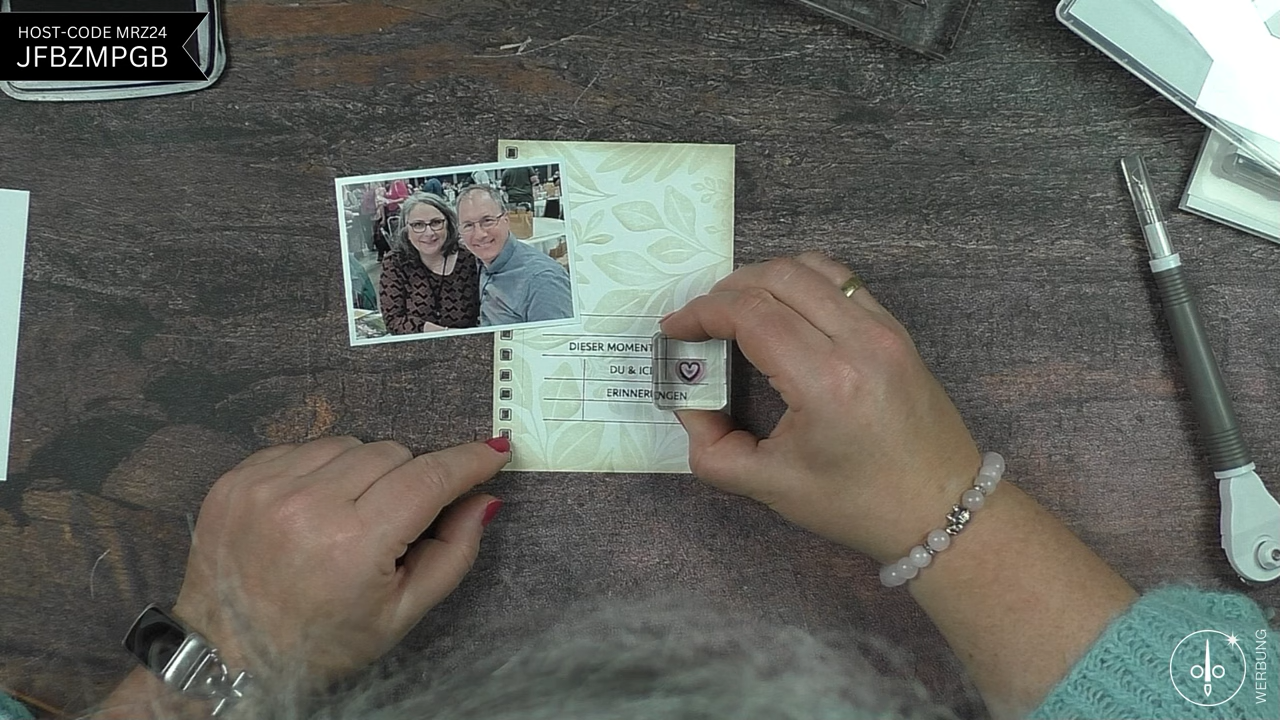 HOST-CODE MRZ24
JFBZMPGB
DIESER MOMENT
DU & ICH
ERINNERUNGEN
WERBUNG